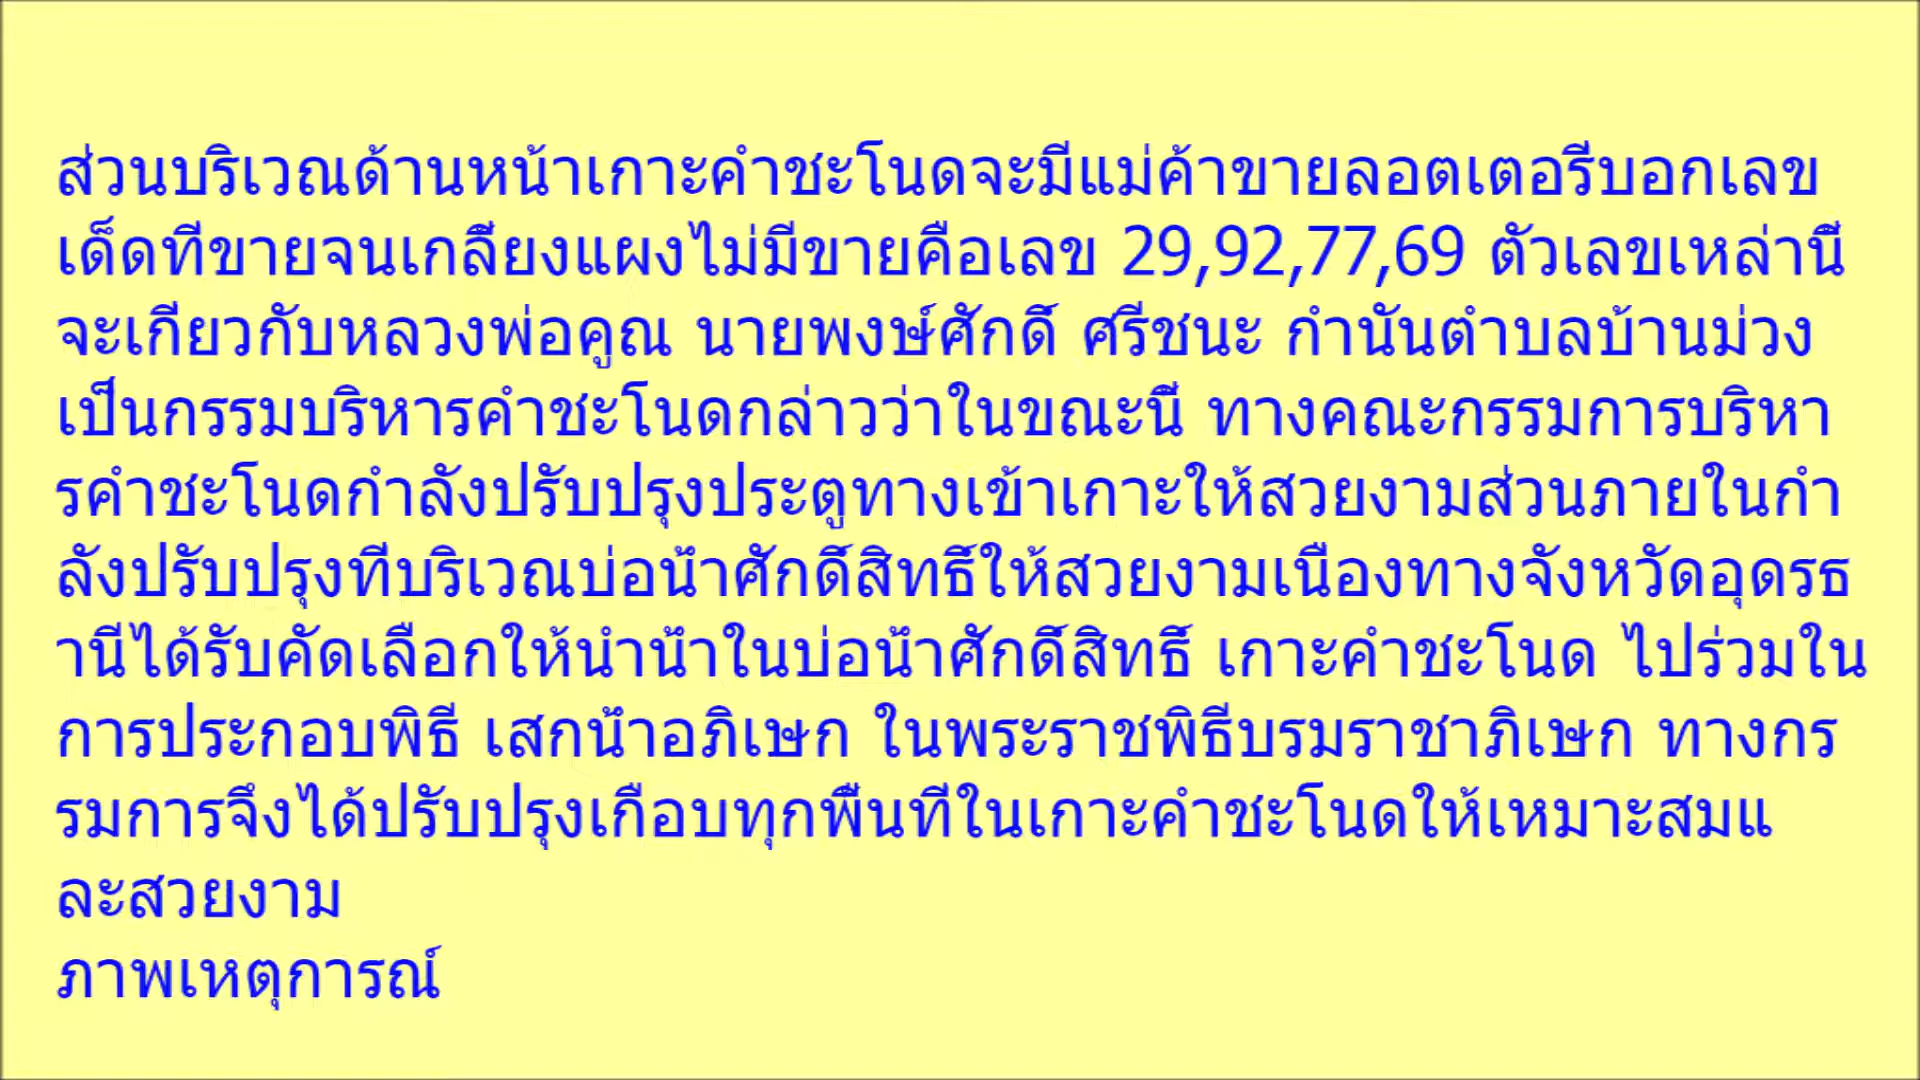 ส่วนบริเวณด้านหน้าเกาะคำชะโนดจะมีแม่ค้าขายลอตเตอรีบอกเลข
เด็ดที่ขายจนเกลี้ยงแผงไม่มีขายคือเลข 29,92,77,69 ตัวเลขเหล่านี้
จะเกี่ยวกับหลวงพ่อคูณ นายพงษ์ศักดิ์ ศรีชนะ กำนันตำบลบ้านม่วง
เป็นกรรมบริหารคำชะโนดกล่าวว่าในขณะนี้ ทางคณะกรรมการบริหา
รคำชะโนดกำลังปรับปรุงประตูทางเข้าเกาะให้สวยงามส่วนภายในกำ
ลังปรับปรุงที่บริเวณบ่อน้ำศักดิ์สิทธิ์ให้สวยงามเนื่องทางจังหวัดอุดรธ
านีได้รับคัดเลือกให้นำน้ำในบ่อน้ำศักดิ์สิทธิ์ เกาะคำชะโนด ไปร่วมใน
การประกอบพิธี เสกน้ำอภิเษก ในพระราชพิธีบรมราชาภิเษก ทางกร
รมการจึงได้ปรับปรุงเกือบทุกพื้นที่ในเกาะคำชะโนดให้เหมาะสมแ
ละสวยงาม
ภาพเหตุการณ์